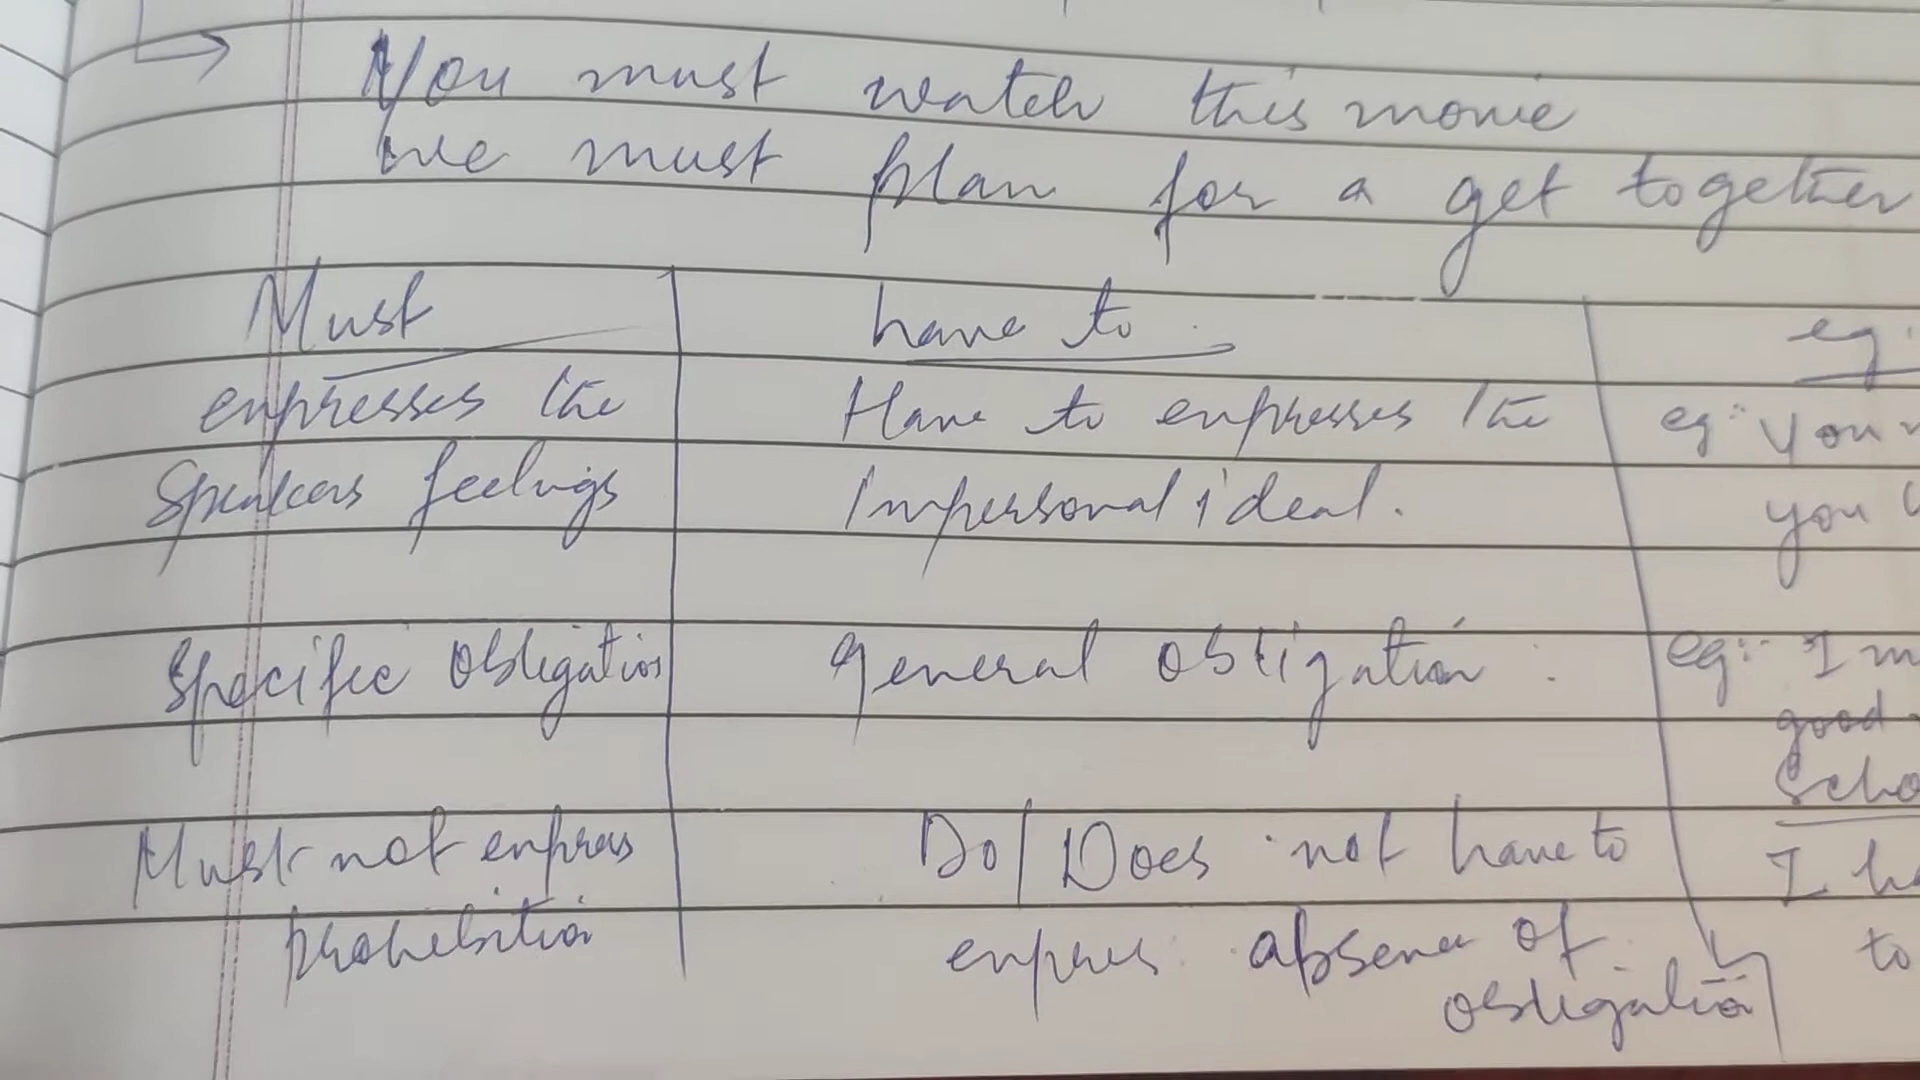 You must watch this movie
We must plan for a get together
Must have to. eg:
expresses the Have to expresses the eg: You
Speakers feelings Impersonal ideal. you
Specific obligation general obligation. eg:- I
good
Must not express Do/Does not have to I
prohibition express absence of to
obligation